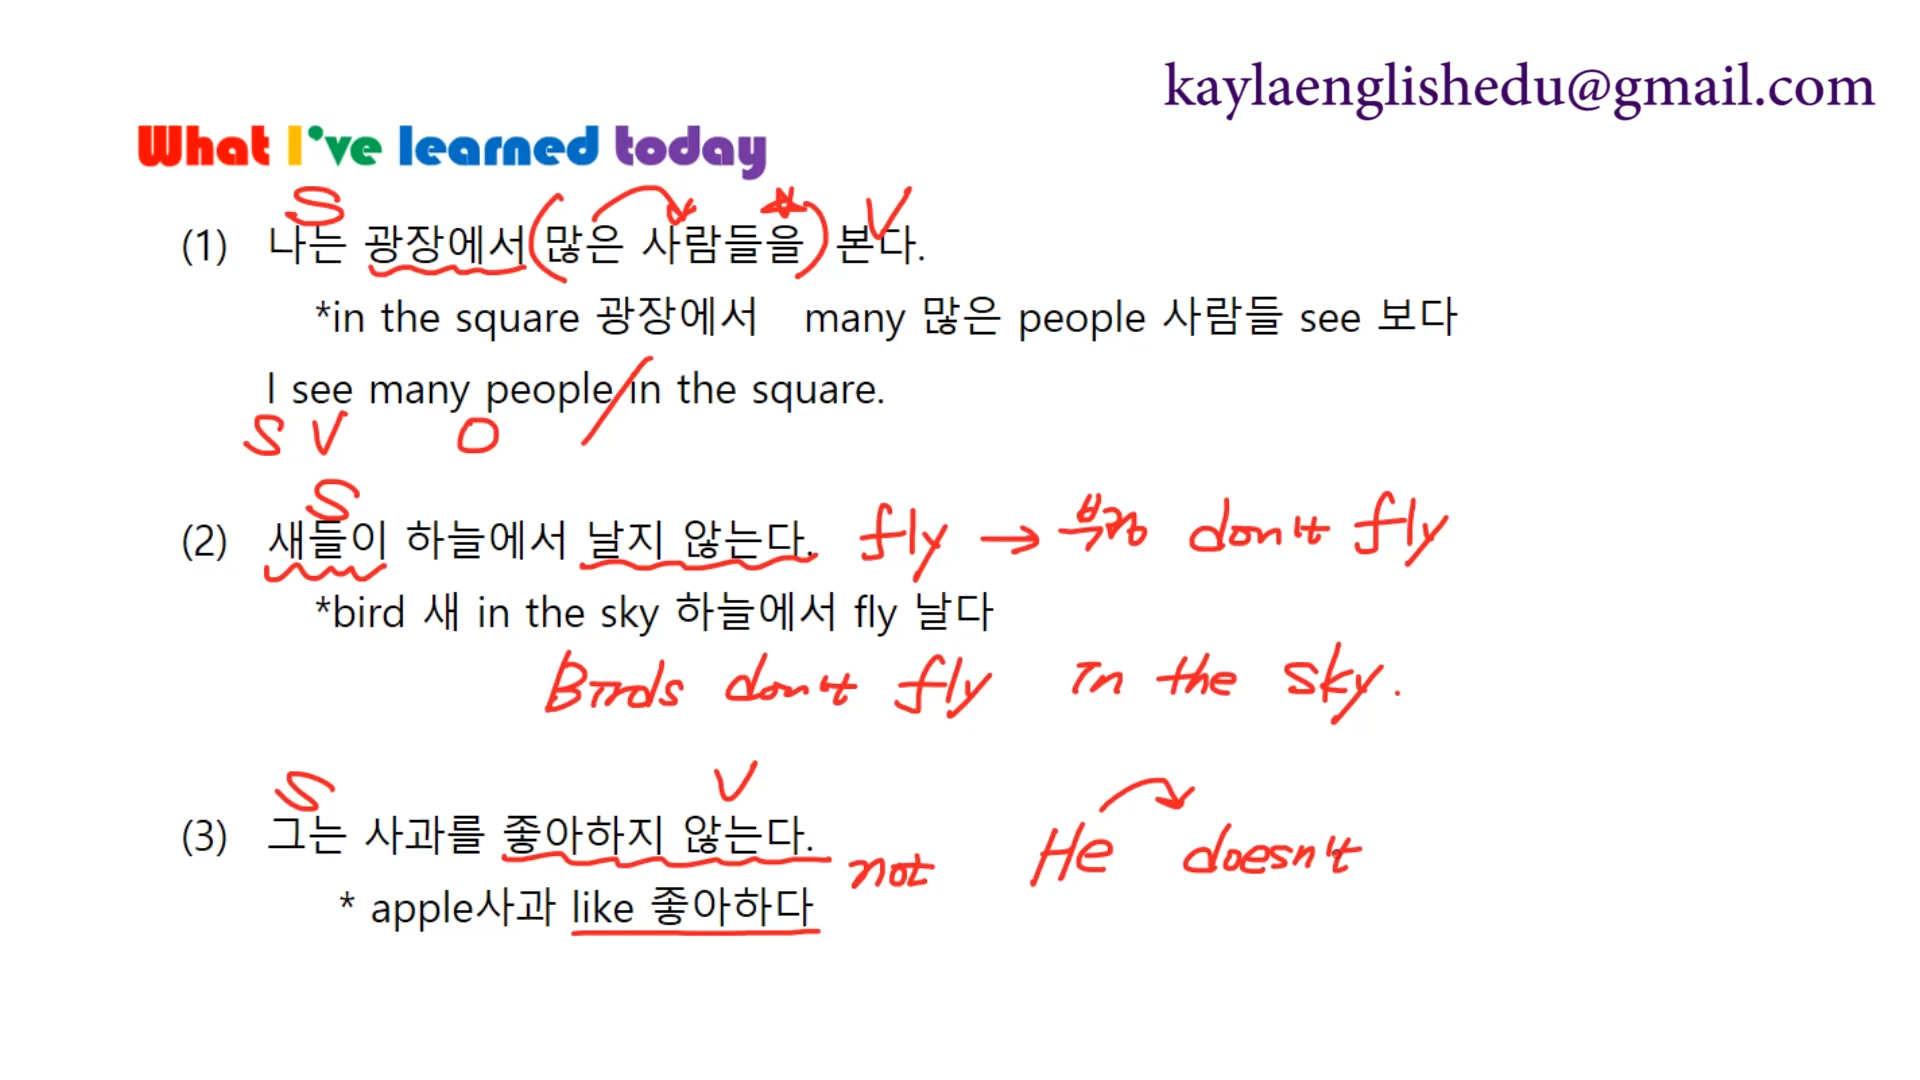 kaylaenglishedu@gmail.com
What I've learned today
S V
(1) 나는 광장에서 (많은 사람들을) 본다.
*in the square 광장에서 many 많은 people 사람들 see 보다
I see many people / in the square.
S V O
S
(2) 새들이 하늘에서 날지 않는다. fly → 부정 don't fly
*bird 새 in the sky 하늘에서 fly 날다
Birds don't fly in the sky.
S V
(3) 그는 사과를 좋아하지 않는다. not He doesn't
* apple사과 like 좋아하다